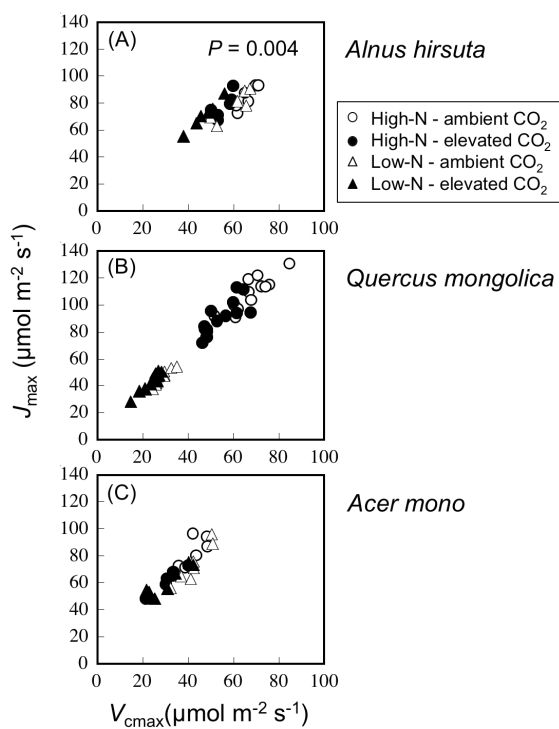 140
120
100
80
60
40
20
0
(A)
P = 0.004
0 20 40 60 80 100
Alnus hirsuta
High-N - ambient CO2
High-N - elevated CO2
Low-N - ambient CO2
Low-N - elevated CO2
Jmax (µmol m-2 s-1)
140
120
100
80
60
40
20
0
(B)
0 20 40 60 80 100
Quercus mongolica
140
120
100
80
60
40
20
0
(C)
0 20 40 60 80 100
Acer mono
Vcmax(µmol m-2 s-1)